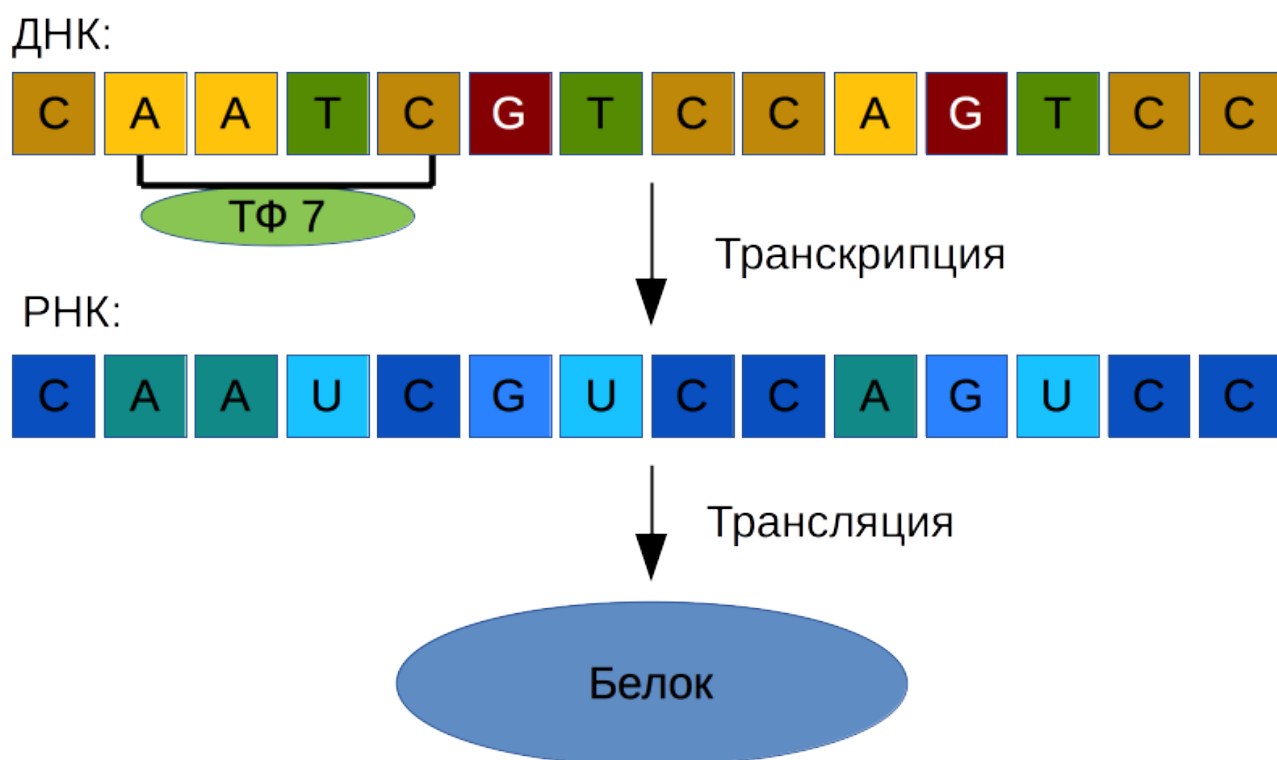 ДНК:
C A A T C G T C C A G T C C
ТФ 7
Транскрипция
РНК:
C A A U C G U C C A G U C C
Трансляция
Белок